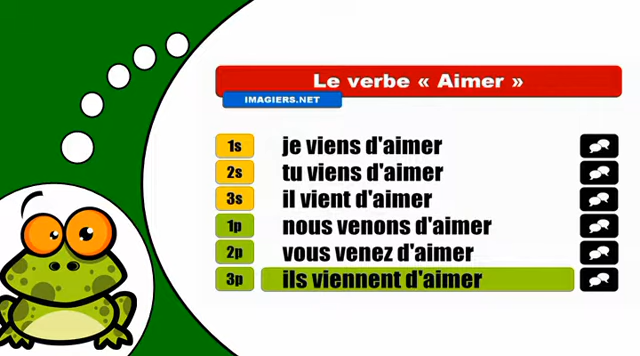 Le verbe « Aimer »
IMAGIERS.NET
1s je viens d'aimer
2s tu viens d'aimer
3s il vient d'aimer
1p nous venons d'aimer
2p vous venez d'aimer
3p ils viennent d'aimer